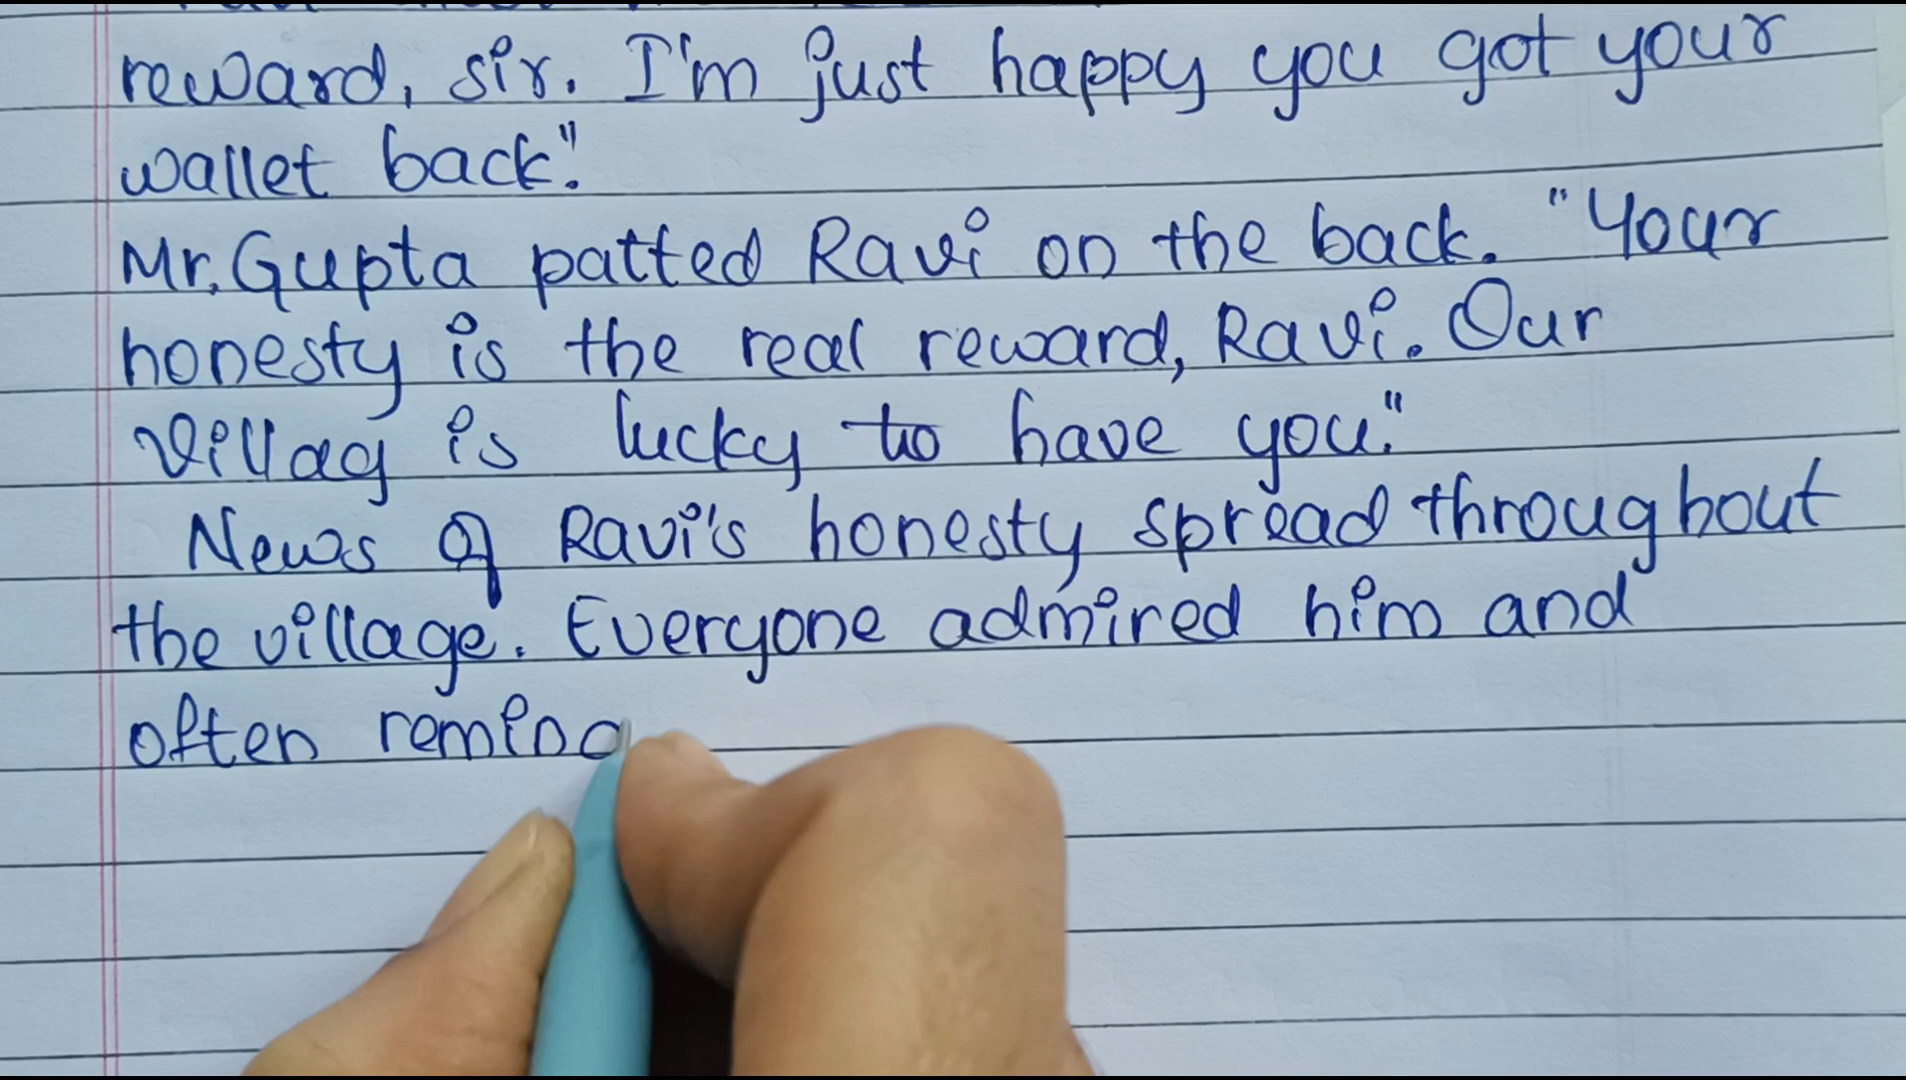 reward, sir. I'm just happy you got your
wallet back."
Mr. Gupta patted Ravi on the back. "Your
honesty is the real reward, Ravi. Our
villag is lucky to have you."
News of Ravi's honesty spread throughout
the village. Everyone admired him and
often remind